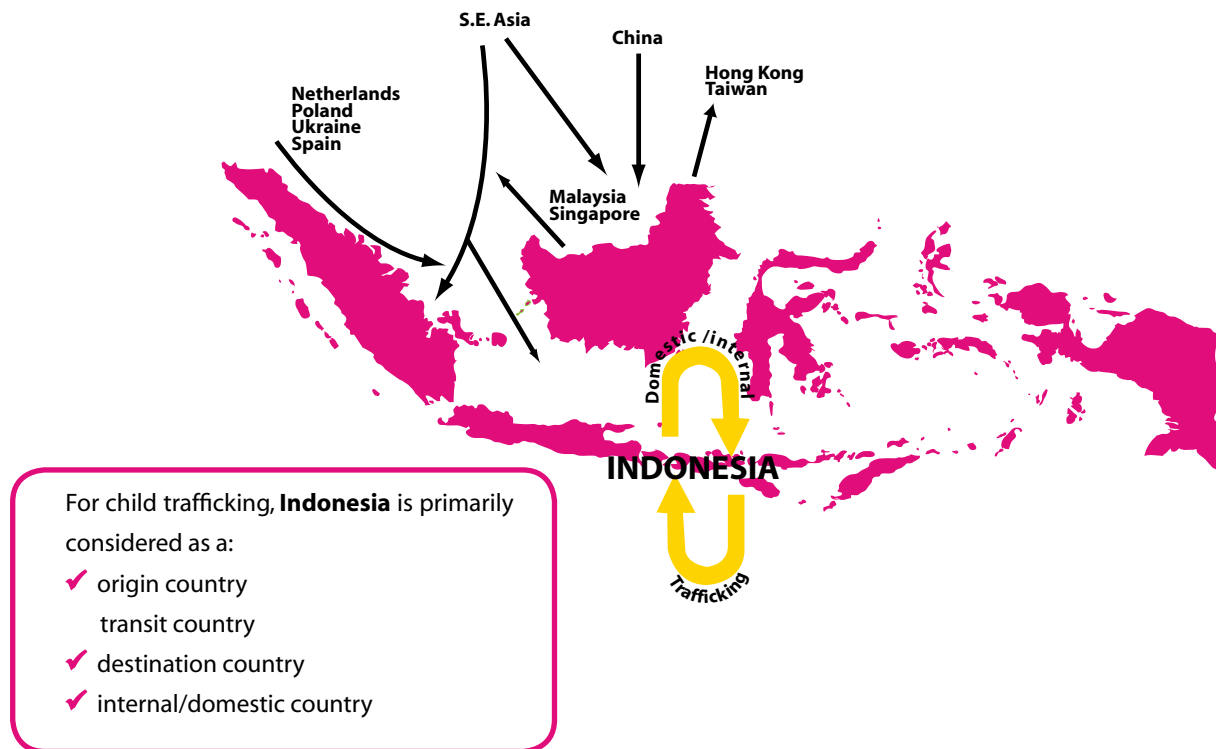 S.E. Asia
China
Hong Kong
Taiwan
Netherlands
Poland
Ukraine
Spain
Malaysia
Singapore
Domestic /internal
INDONESIA
Trafficking
For child trafficking, Indonesia is primarily
considered as a:
✓ origin country
transit country
✓ destination country
✓ internal/domestic country